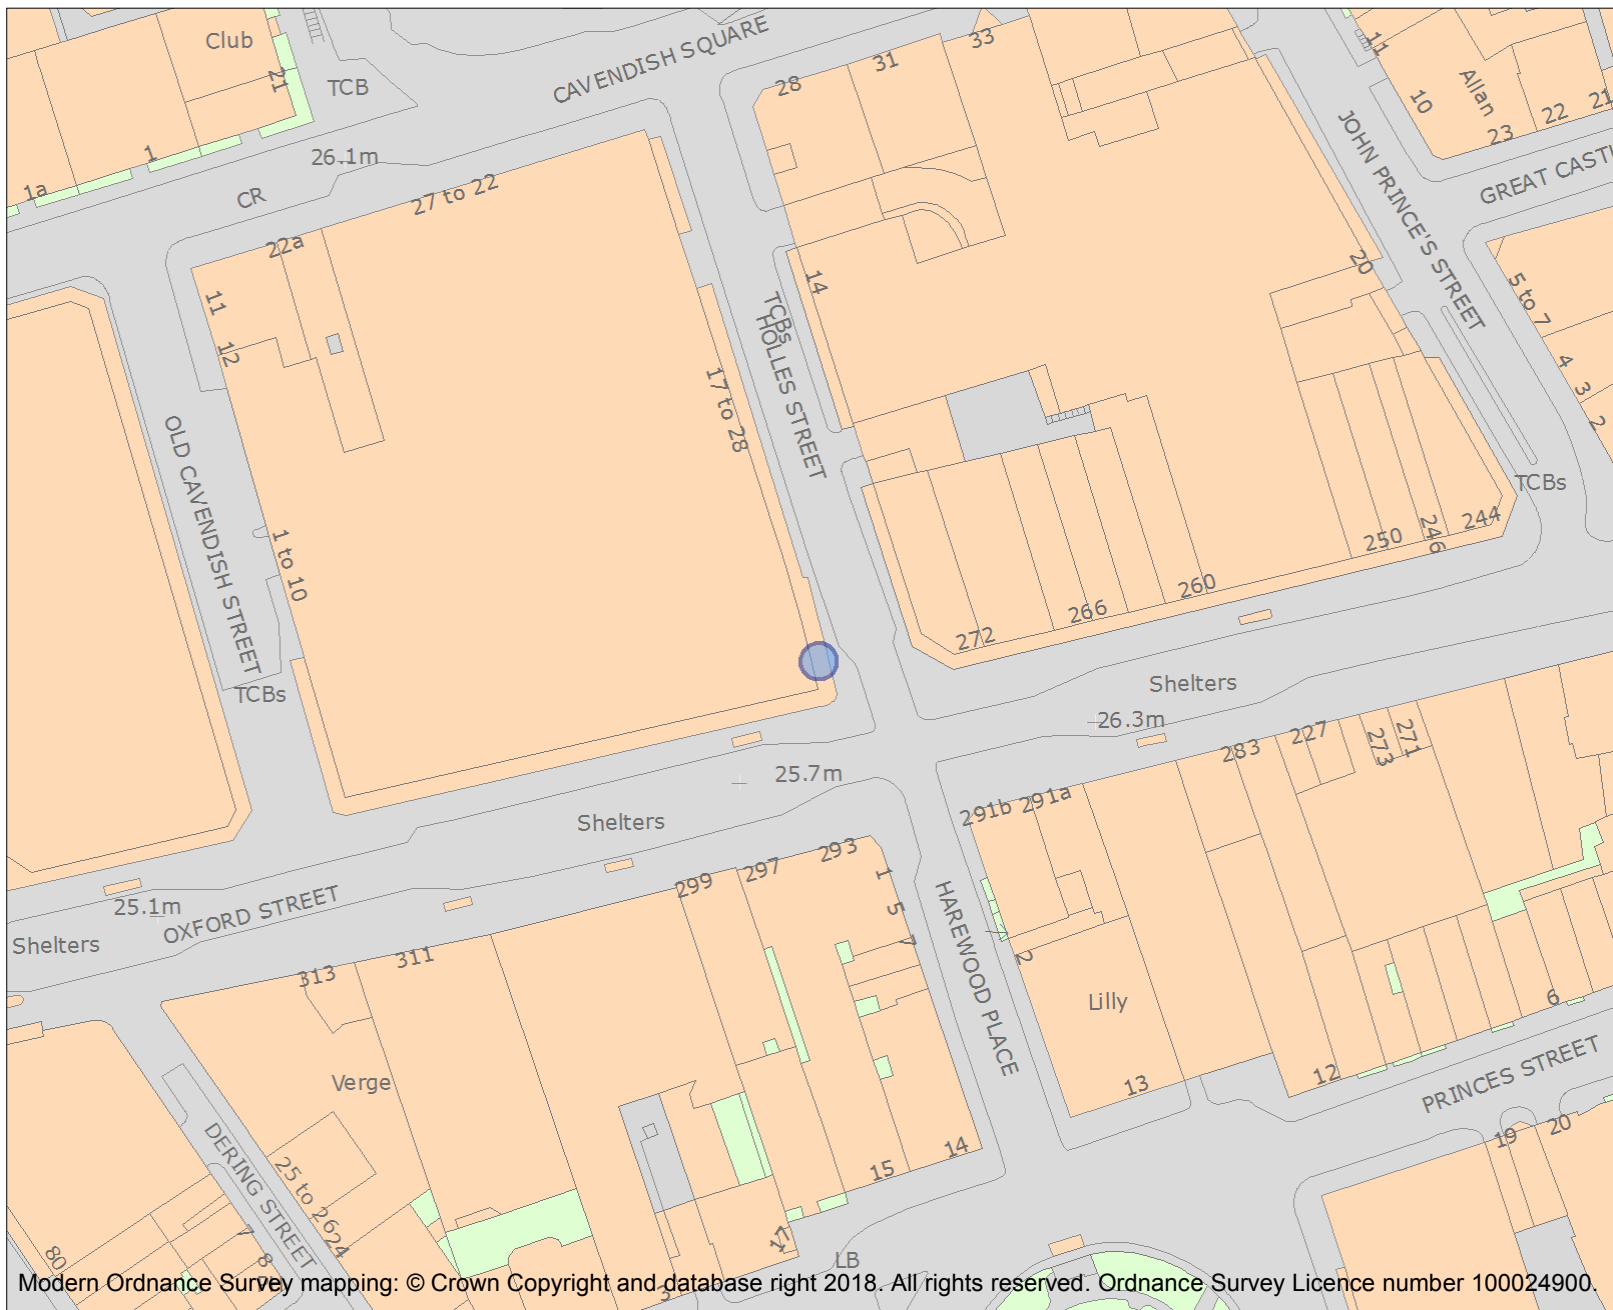 Club
21
TCB
CAVENDISH SQUARE
28
31
33
11
10
Allan
23
22
21
1
1a
26.1m
CR
27 to 22
22a
11
12
14
TCBs
HOLLES STREET
17 to 28
JOHN PRINCE'S STREET
GREAT CASTL
20
5 to 7
4
3
2
OLD CAVENDISH STREET
1 to 10
TCBs
TCBs
244
246
250
260
266
272
Shelters
26.3m
25.7m
Shelters
291b
291a
283
227
273
271
293
297
299
1
5
7
25.1m
OXFORD STREET
Shelters
313
311
HAREWOOD PLACE
2
Lilly
6
13
12
PRINCES STREET
19
20
Verge
DERING STREET
25 to 26
24
7
8
80
14
15
17
LB
3
Modern Ordnance Survey mapping: © Crown Copyright and database right 2018. All rights reserved. Ordnance Survey Licence number 100024900.